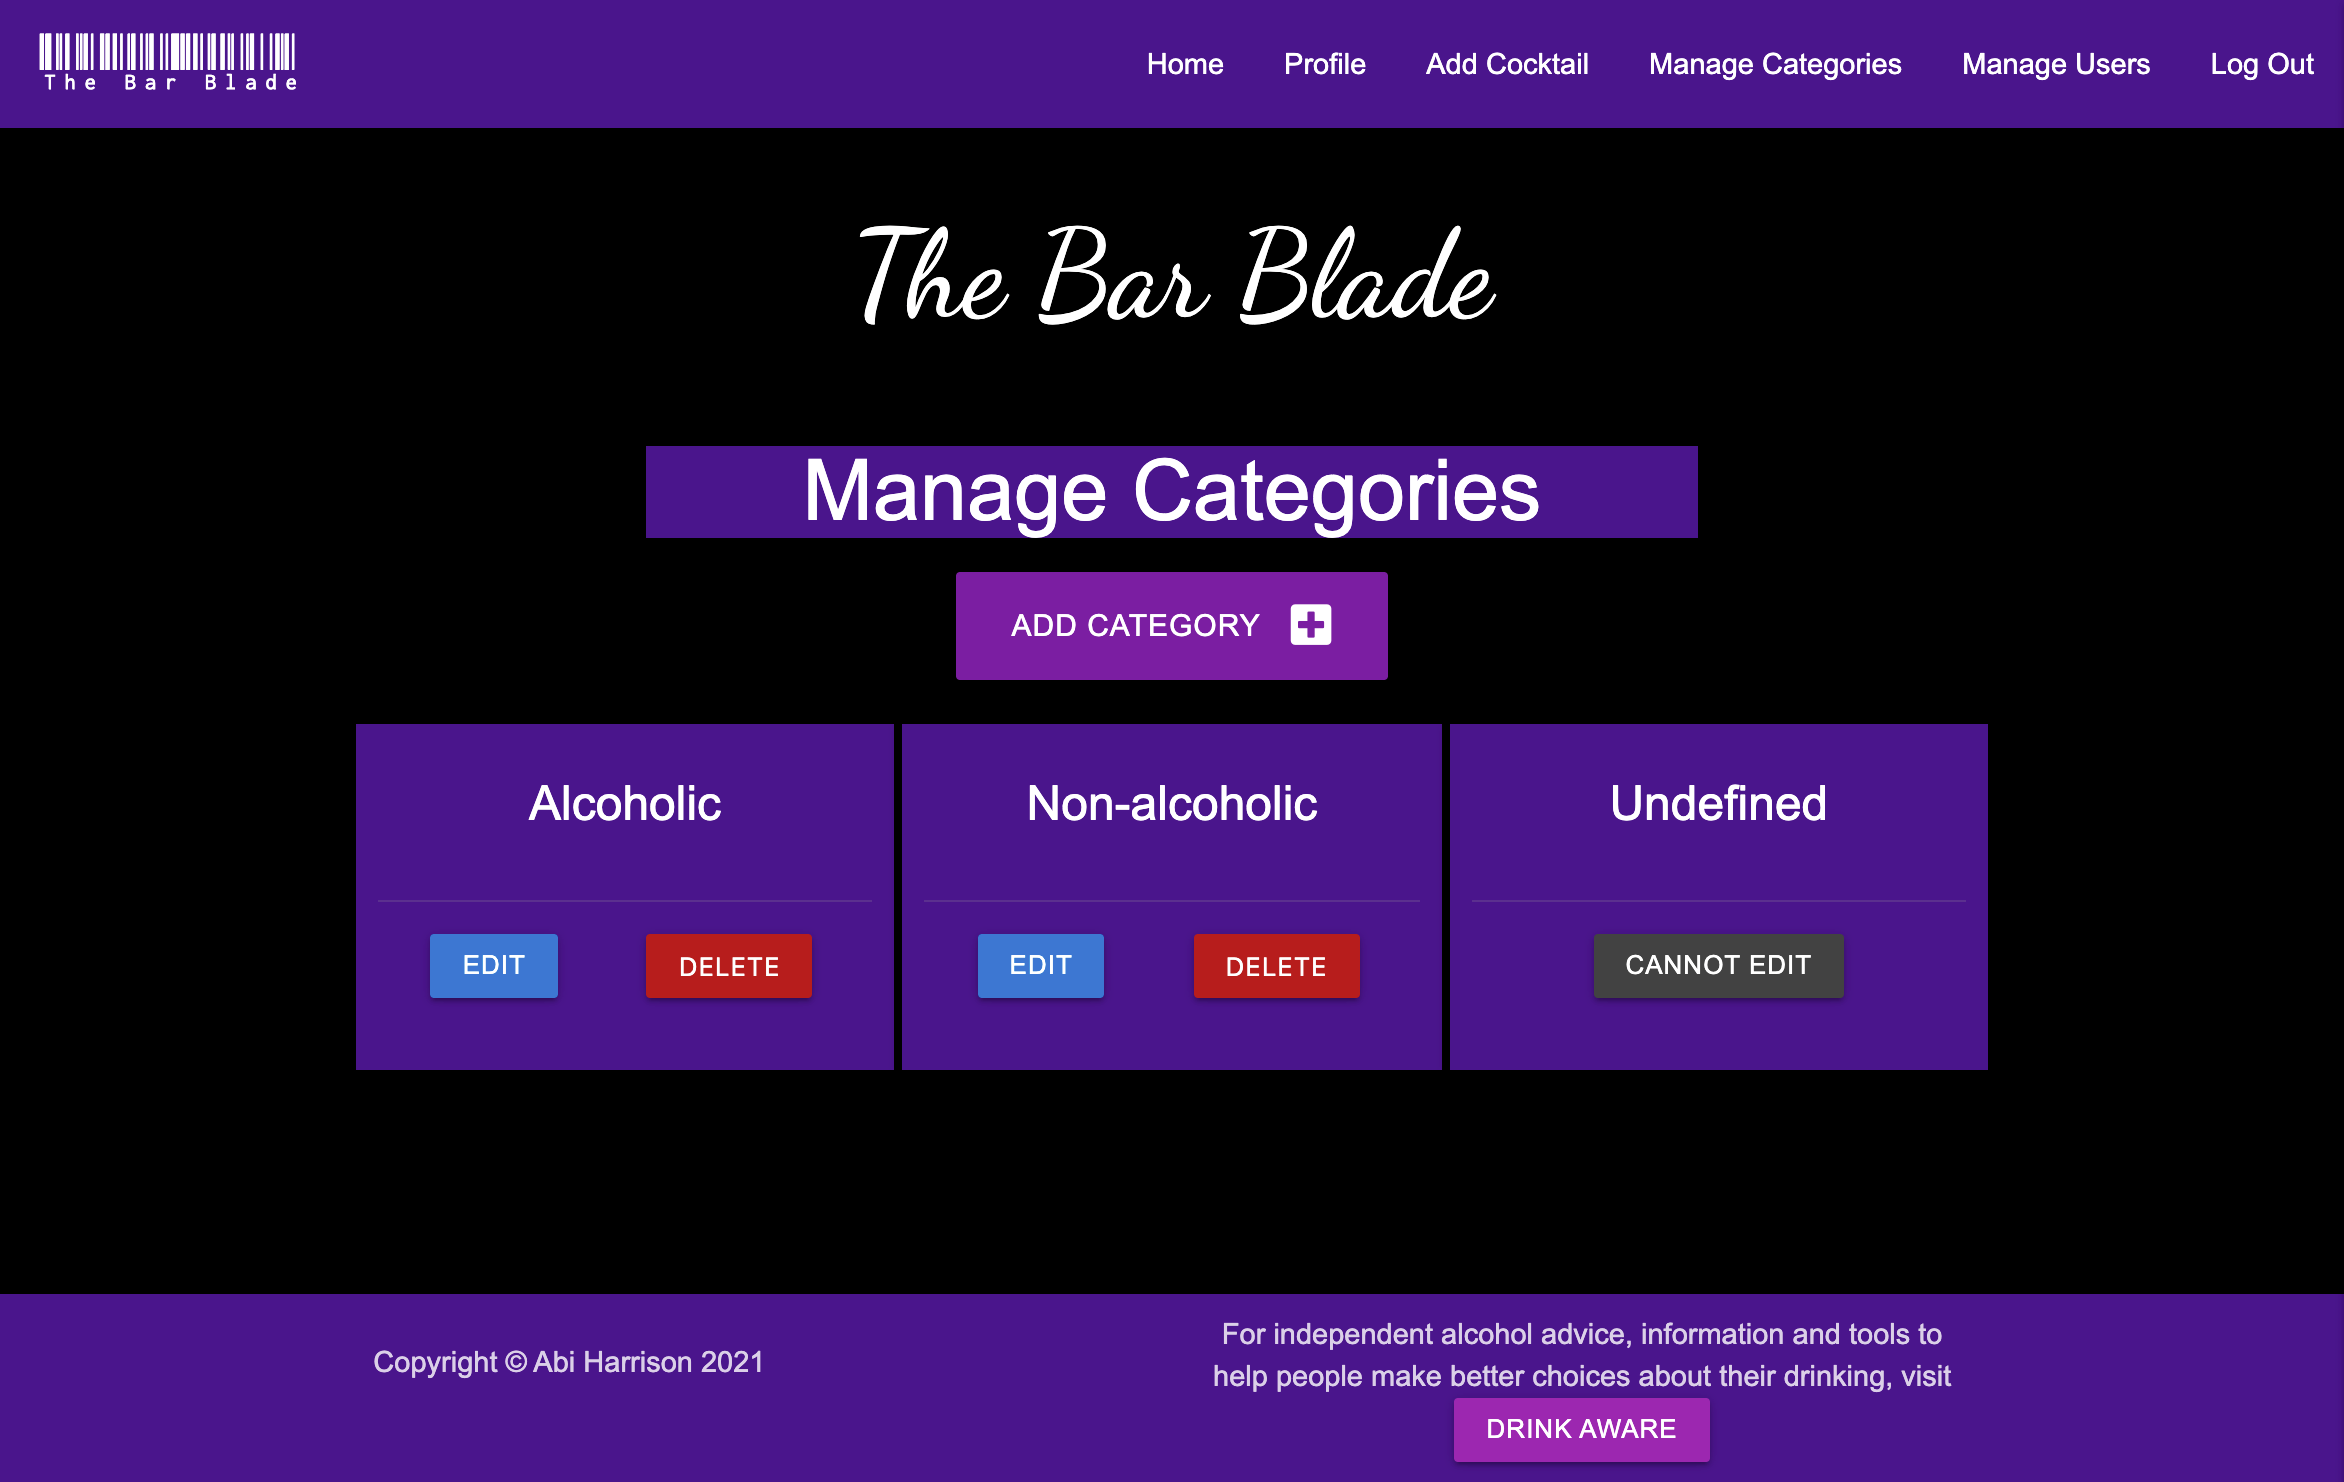 The Bar Blade
Home Profile Add Cocktail Manage Categories Manage Users Log Out
The Bar Blade
Manage Categories
ADD CATEGORY
Alcoholic Non-alcoholic Undefined
EDIT DELETE EDIT DELETE CANNOT EDIT
Copyright © Abi Harrison 2021
For independent alcohol advice, information and tools to
help people make better choices about their drinking, visit
DRINK AWARE